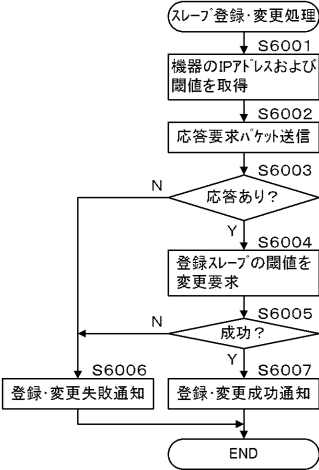 ｽﾚｰﾌﾞ登録･変更処理
S6001
機器のIPｱﾄﾞﾚｽおよび
閾値を取得
S6002
応答要求ﾊﾟｹｯﾄ送信
S6003
応答あり？
N
Y
S6004
登録ｽﾚｰﾌﾞの閾値を
変更要求
S6005
成功？
N
Y
S6006
登録･変更失敗通知
S6007
登録･変更成功通知
END